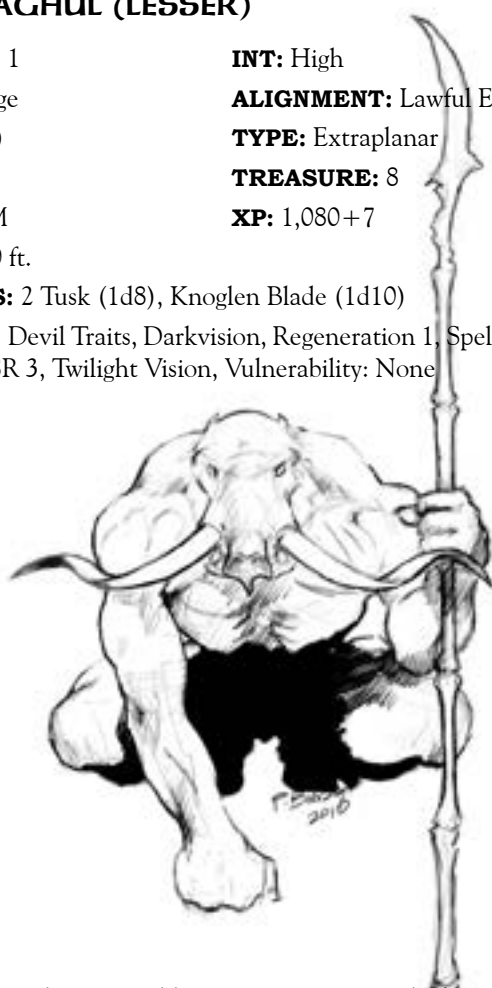 AGHUL (LESSER)
1
ge
)
M
ft.
INT: High
ALIGNMENT: Lawful E
TYPE: Extraplanar
TREASURE: 8
XP: 1,080+7
S: 2 Tusk (1d8), Knoglen Blade (1d10)
Devil Traits, Darkvision, Regeneration 1, Spel
SR 3, Twilight Vision, Vulnerability: None
2010